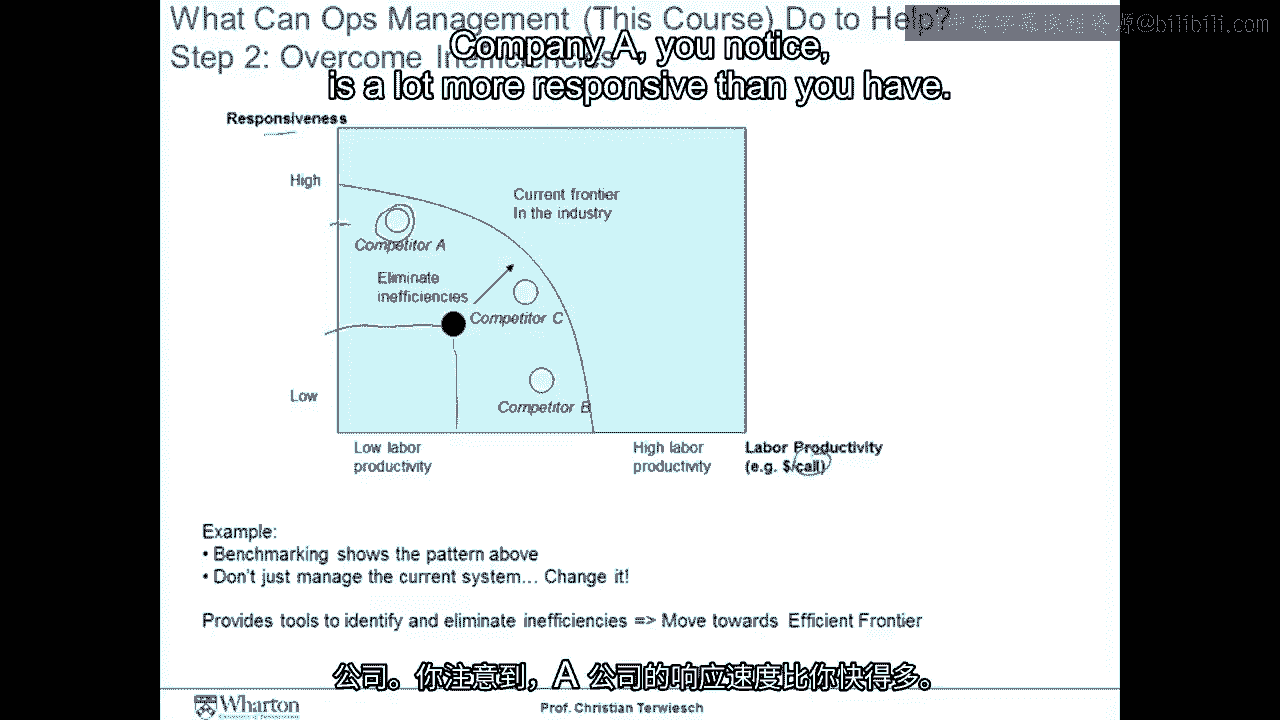 What Can Ops Management (This Course) Do to Help?
Step 2: Overcome Inefficiencies
源@bilibili.com
Company A, you notice,
is a lot more responsive than you have.
Responsiveness
High
Current frontier
In the industry
Competitor A
Eliminate
inefficiencies
Competitor C
Low
Competitor B
Low labor
productivity
High labor
productivity
Labor Productivity
(e.g. $/call)
Example:
• Benchmarking shows the pattern above
• Don't just manage the current system... Change it!
Provides tools to identify and eliminate inefficiencies => Move towards Efficient Frontier
公司。你注意到，A 公司的响应速度比你快得多。
Wharton
Prof. Christian Terwiesch